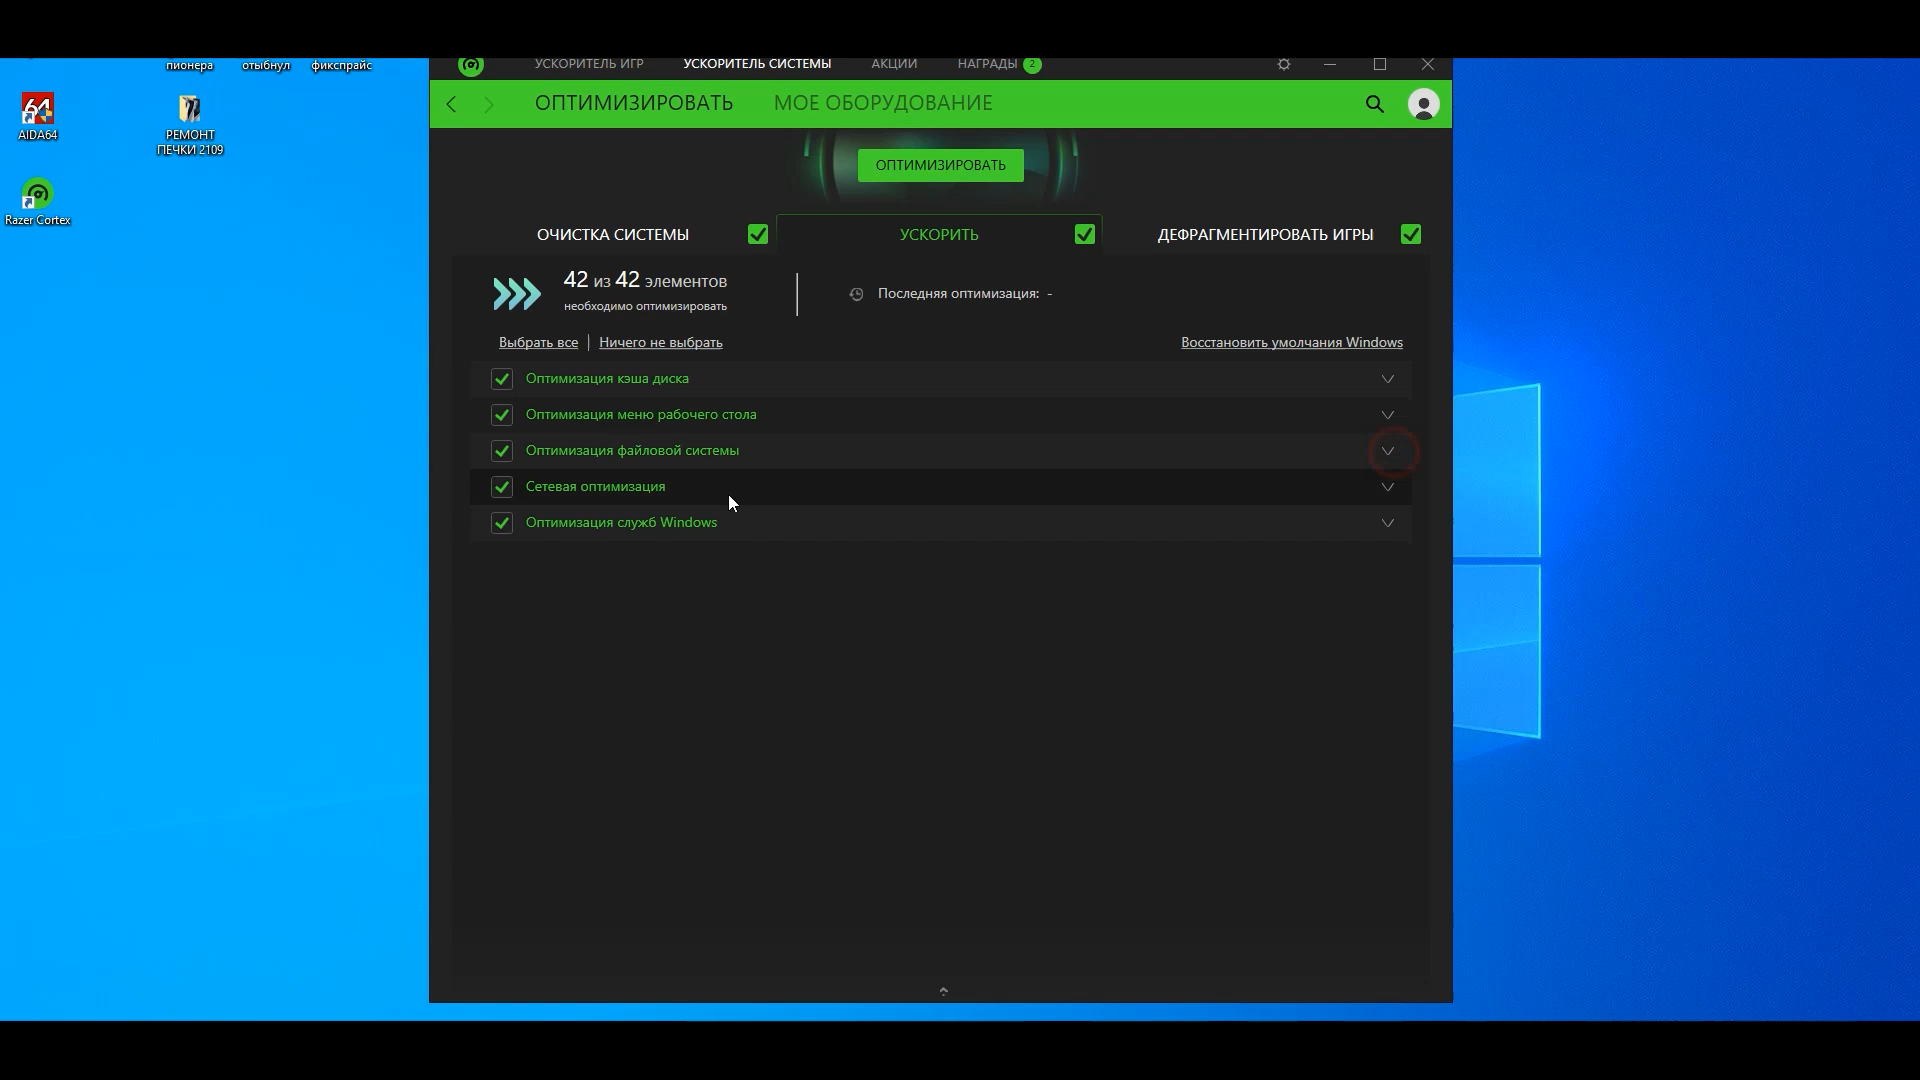 пионера
отыбнул
фикспрайс
AIDA64
РЕМОНТ
ПЕЧКИ 2109
Razer Cortex
УСКОРИТЕЛЬ ИГР
УСКОРИТЕЛЬ СИСТЕМЫ
АКЦИИ
НАГРАДЫ 2
ОПТИМИЗИРОВАТЬ
МОЕ ОБОРУДОВАНИЕ
ОПТИМИЗИРОВАТЬ
ОЧИСТКА СИСТЕМЫ
УСКОРИТЬ
ДЕФРАГМЕНТИРОВАТЬ ИГРЫ
42 из 42 элементов
необходимо оптимизировать
Последняя оптимизация: -
Выбрать все | Ничего не выбрать
Восстановить умолчания Windows
Оптимизация кэша диска
Оптимизация меню рабочего стола
Оптимизация файловой системы
Сетевая оптимизация
Оптимизация служб Windows